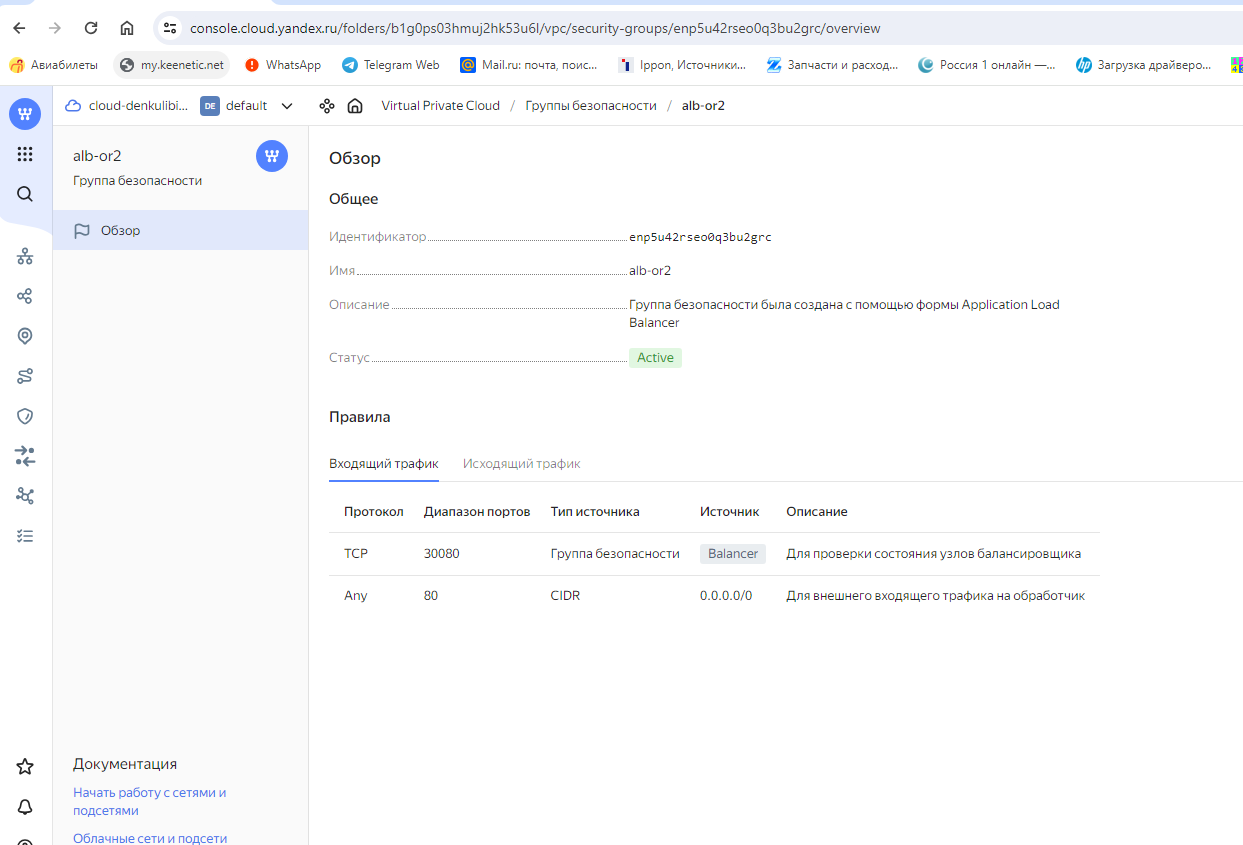 console.cloud.yandex.ru/folders/b1g0ps03hmuj2hk53u6l/vpc/security-groups/enp5u42rseo0q3bu2grc/overview
Авиабилеты my.keenetic.net WhatsApp Telegram Web Mail.ru: почта, поис... Ippon, Источники... Запчасти и расход... Россия 1 онлайн —... Загрузка драйверо...
cloud-denkulibi... DE default Virtual Private Cloud / Группы безопасности / alb-or2
alb-or2
Группа безопасности
Обзор
Обзор
Общее
Идентификатор enp5u42rseo0q3bu2grc
Имя alb-or2
Описание Группа безопасности была создана с помощью формы Application Load
Balancer
Статус Active
Правила
Входящий трафик Исходящий трафик
Протокол Диапазон портов Тип источника Источник Описание
TCP 30080 Группа безопасности Balancer Для проверки состояния узлов балансировщика
Any 80 CIDR 0.0.0.0/0 Для внешнего входящего трафика на обработчик
Документация
Начать работу с сетями и
подсетями
Облачные сети и подсети